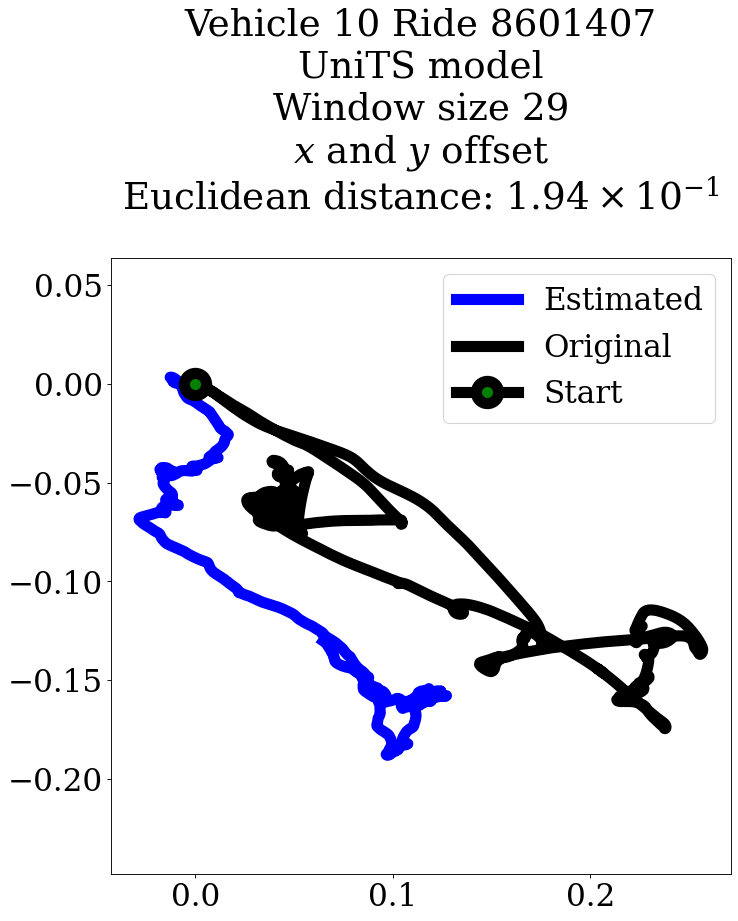 Vehicle 10 Ride 8601407
UniTS model
Window size 29
x and y offset
Euclidean distance: 1.94 × 10⁻¹
Estimated
Original
Start
0.05
0.00
−0.05
−0.10
−0.15
−0.20
0.0 0.1 0.2